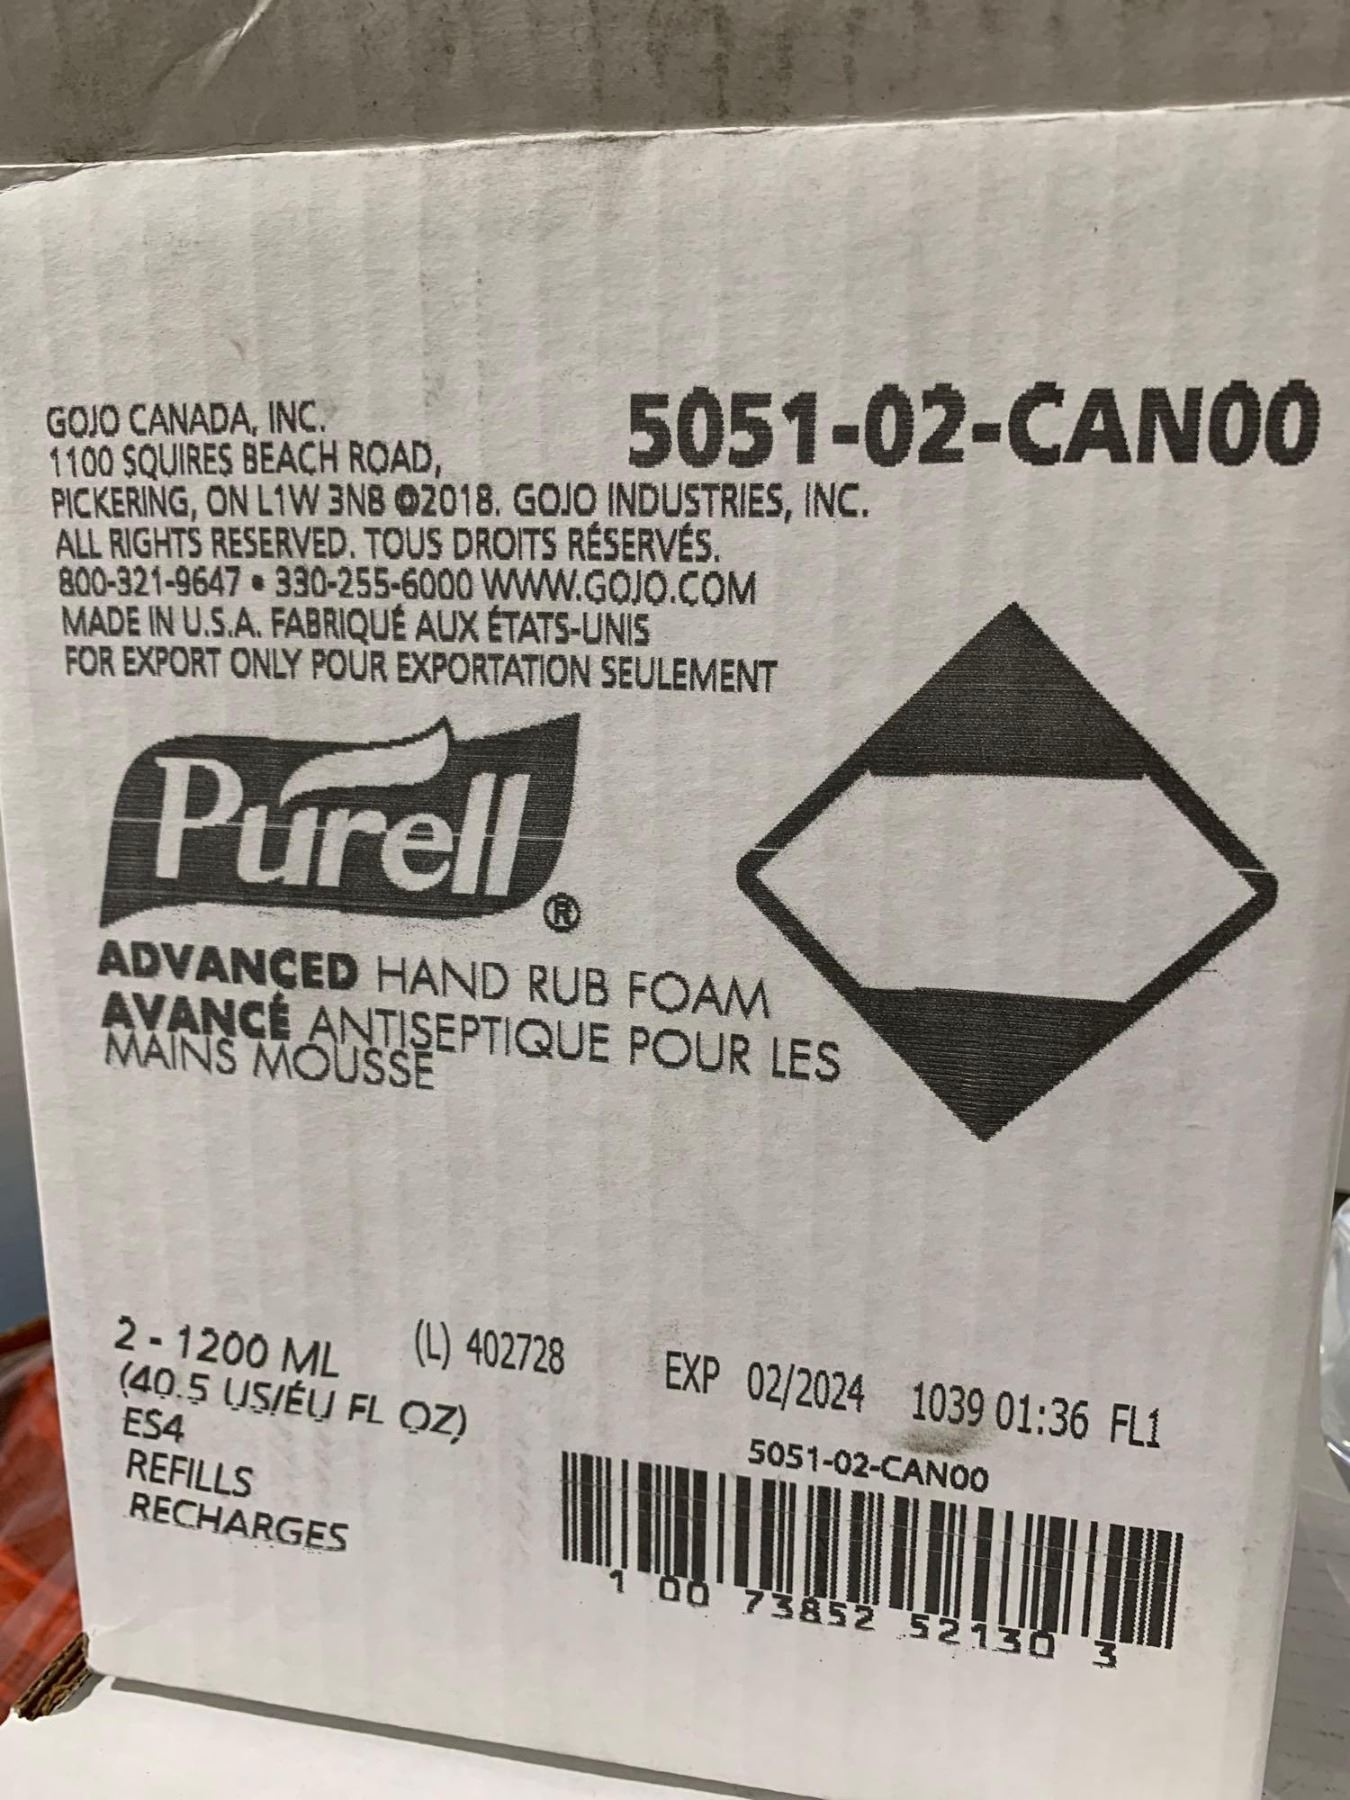 GOJO CANADA, INC.
1100 SQUIRES BEACH ROAD,
5051-02-CAN00
PICKERING, ON L1W 3N8 ©2018. GOJO INDUSTRIES, INC.
ALL RIGHTS RESERVED. TOUS DROITS RÉSERVÉS.
800-321-9647 • 330-255-6000 WWW.GOJO.COM
MADE IN U.S.A. FABRIQUÉ AUX ÉTATS-UNIS
FOR EXPORT ONLY POUR EXPORTATION SEULEMENT
Purell®
ADVANCED HAND RUB FOAM
AVANCÉ ANTISEPTIQUE POUR LES
MAINS MOUSSE
2 - 1200 ML (L) 402728 EXP 02/2024 1039 01:36 FL1
(40.5 US/ÉU FL OZ)
ES4
REFILLS
RECHARGES
5051-02-CAN00
1 00 73852 52130 3